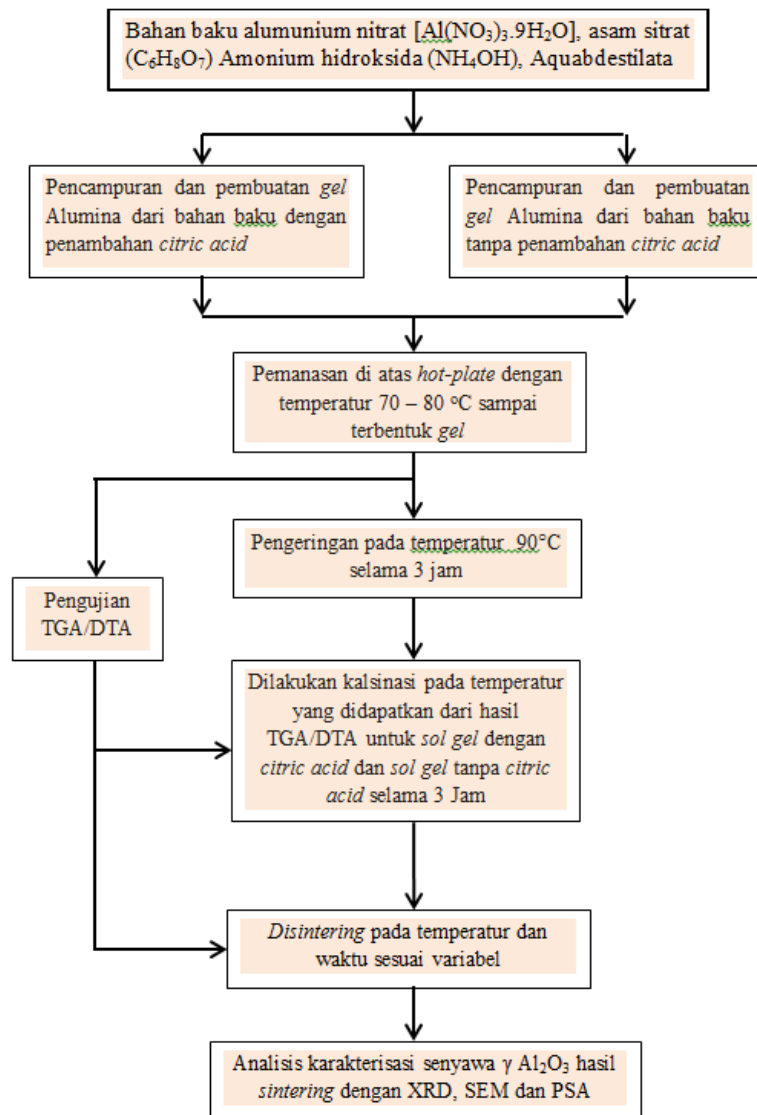 Bahan baku alumunium nitrat [Al(NO₃)₃.9H₂O], asam sitrat
(C₆H₈O₇) Amonium hidroksida (NH₄OH), Aquabdestilata
Pencampuran dan pembuatan gel
Alumina dari bahan baku dengan
penambahan citric acid
Pencampuran dan pembuatan
gel Alumina dari bahan baku
tanpa penambahan citric acid
Pemanasan di atas hot-plate dengan
temperatur 70 – 80 °C sampai
terbentuk gel
Pengeringan pada temperatur 90°C
selama 3 jam
Pengujian
TGA/DTA
Dilakukan kalsinasi pada temperatur
yang didapatkan dari hasil
TGA/DTA untuk sol gel dengan
citric acid dan sol gel tanpa citric
acid selama 3 Jam
Disintering pada temperatur dan
waktu sesuai variabel
Analisis karakterisasi senyawa γ Al₂O₃ hasil
sintering dengan XRD, SEM dan PSA